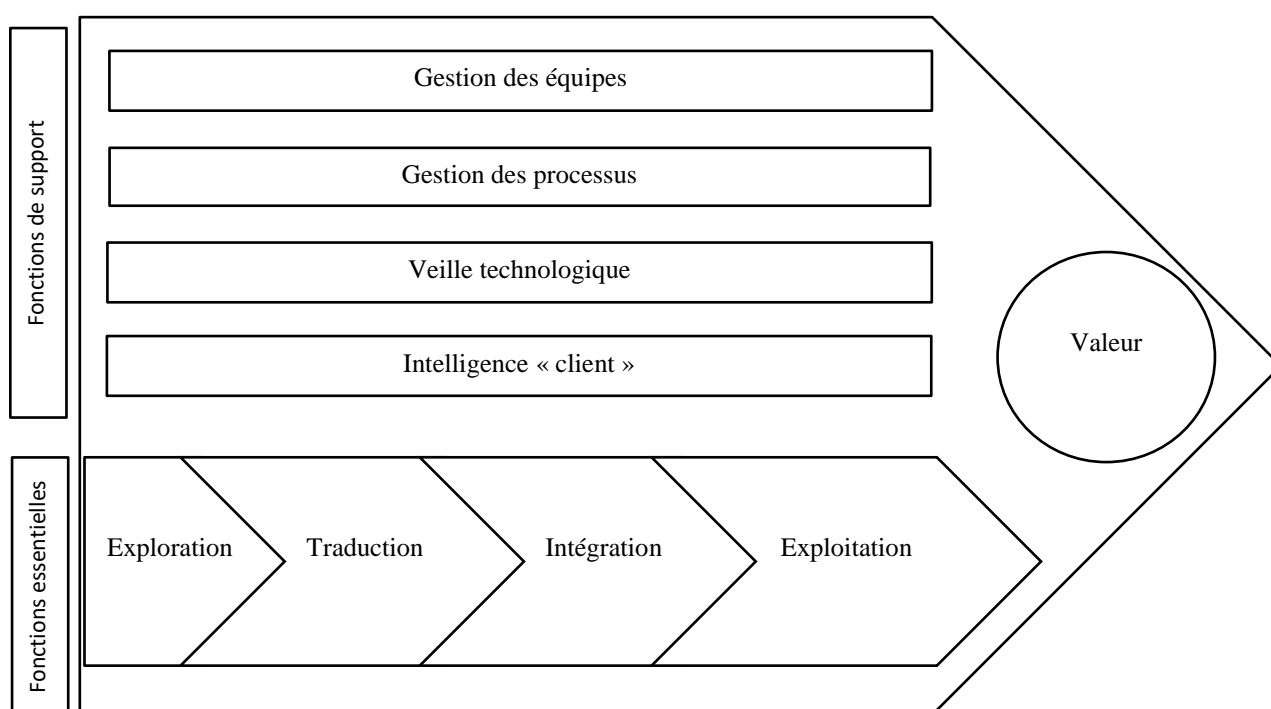 Fonctions de support
Gestion des équipes
Gestion des processus
Veille technologique
Intelligence « client »
Valeur
Fonctions essentielles
Exploration
Traduction
Intégration
Exploitation